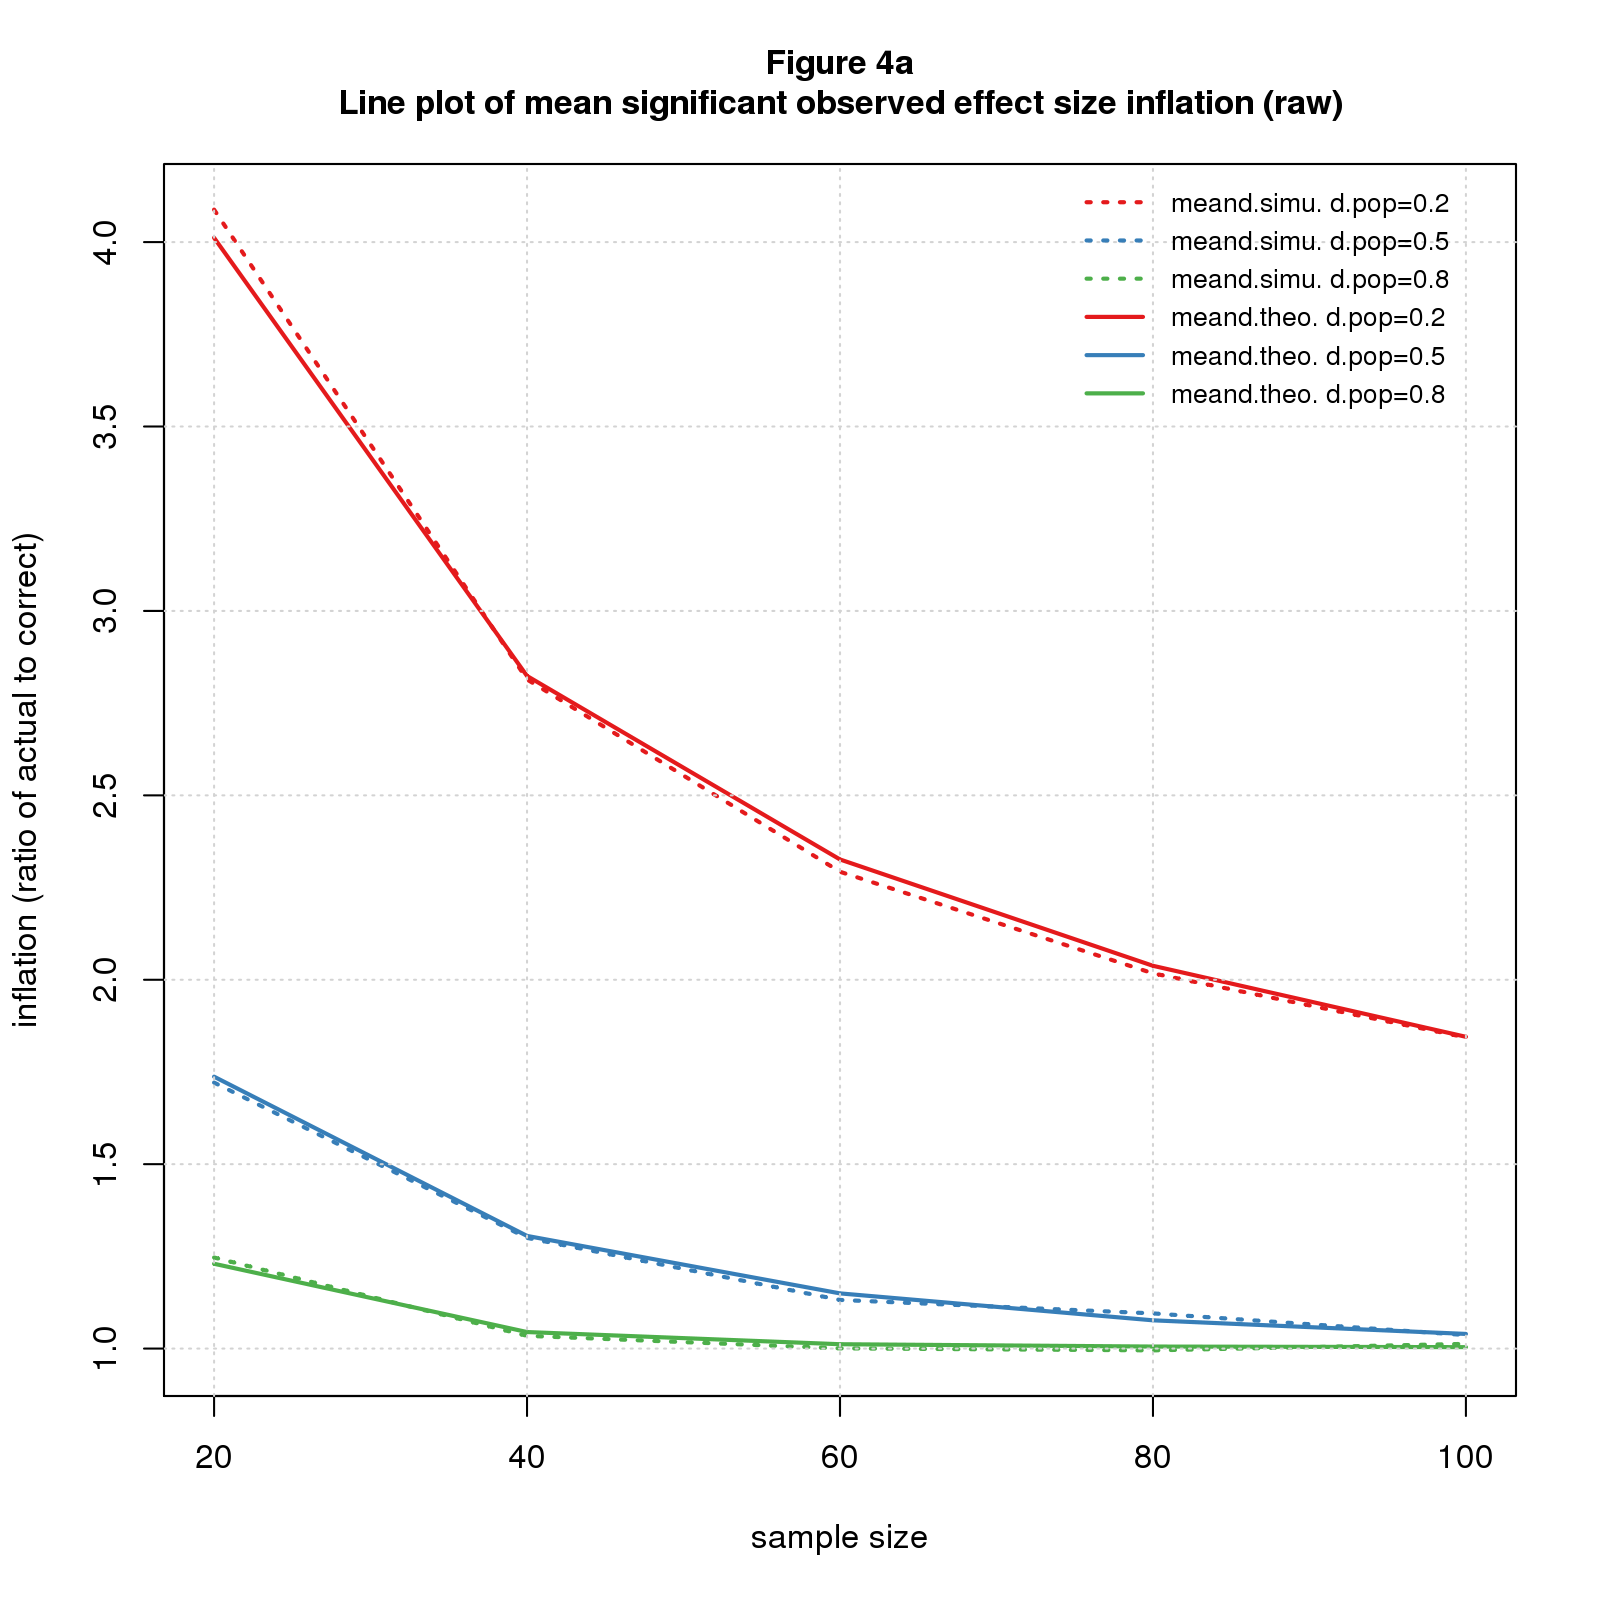 Figure 4a
Line plot of mean significant observed effect size inflation (raw)
meand.simu. d.pop=0.2
meand.simu. d.pop=0.5
meand.simu. d.pop=0.8
meand.theo. d.pop=0.2
meand.theo. d.pop=0.5
meand.theo. d.pop=0.8
inflation (ratio of actual to correct)
4.0
3.5
3.0
2.5
2.0
1.5
1.0
20 40 60 80 100
sample size